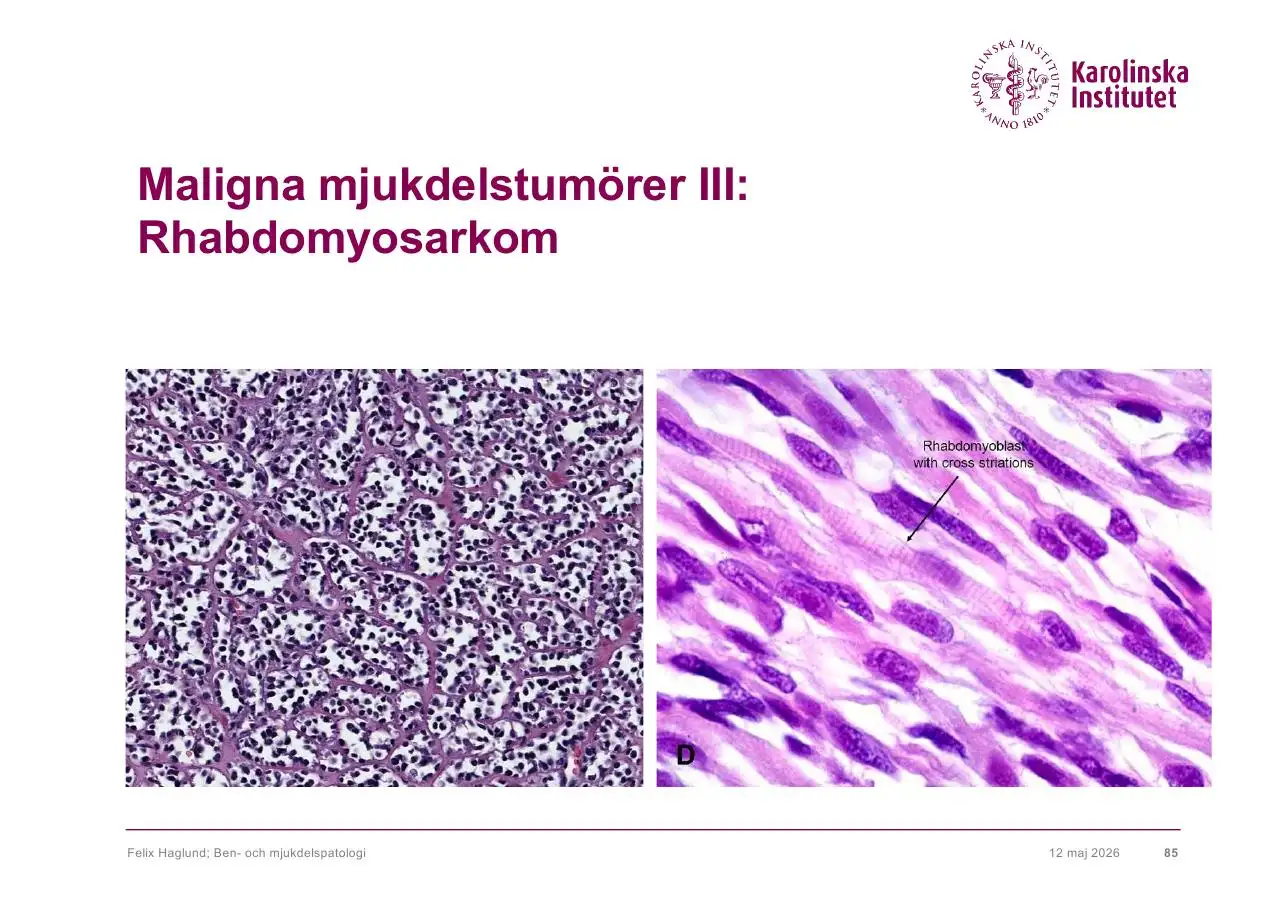 KAROLINSKA INSTITUTET
ANNO 1810
Karolinska
Institutet
Maligna mjukdelstumörer III:
Rhabdomyosarkom
Rhabdomyoblast
with cross striations
D
Felix Haglund; Ben- och mjukdelspatologi
12 maj 2026
85